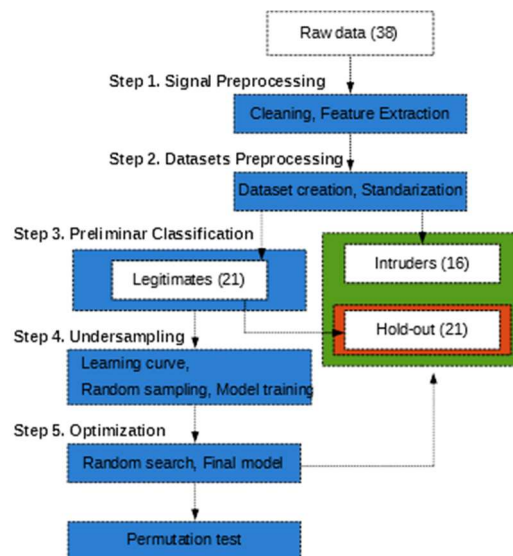 Raw data (38)
Step 1. Signal Preprocessing
Cleaning, Feature Extraction
Step 2. Datasets Preprocessing
Dataset creation, Standarization
Step 3. Preliminar Classification
Legitimates (21)
Intruders (16)
Hold-out (21)
Step 4. Undersampling
Learning curve,
Random sampling, Model training
Step 5. Optimization
Random search, Final model
Permutation test